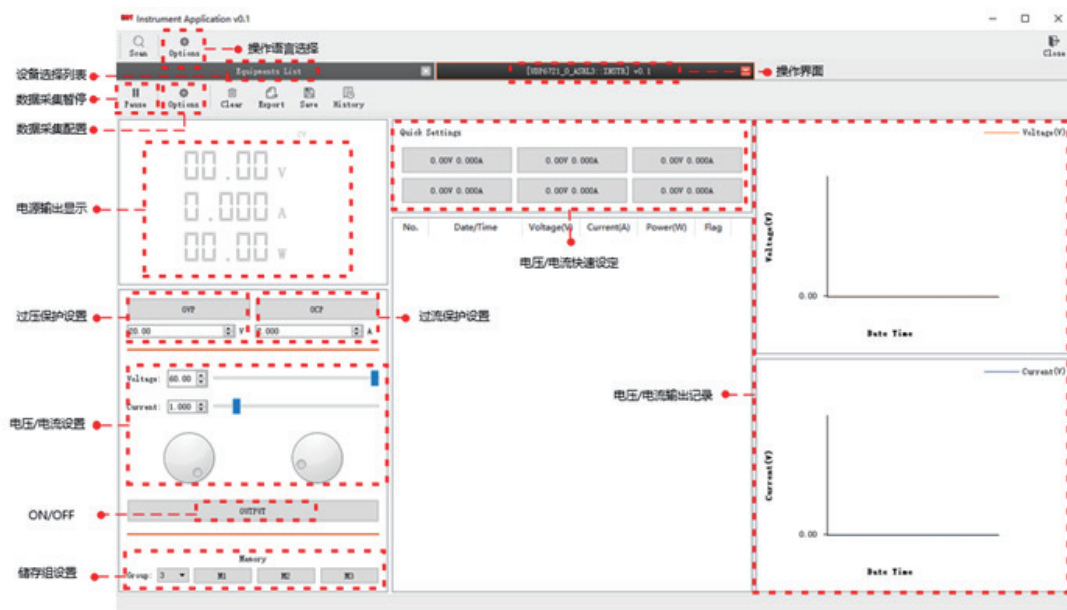 Instrument Application v0.1
Scan
Options
操作语言选择
Close
设备选择列表
Equipments List
[UDP6721_0_ASRL3::INSTR] v0.1
操作界面
数据采集暂停
Pause
Options
Clear
Export
Save
History
数据采集配置
CV
Quick Settings
00.00 V
0.000 A
00.00 W
电源输出显示
0.00V 0.000A
0.00V 0.000A
0.00V 0.000A
0.00V 0.000A
0.00V 0.000A
0.00V 0.000A
No.
Date/Time
Voltage(V)
Current(A)
Power(W)
Flag
电压/电流快速设定
Voltage(V)
Voltage(V)
0.00
Date Time
过压保护设置
OVP
OCP
过流保护设置
V
A
Voltage:
60.00
Current:
1.000
电压/电流设置
电压/电流输出记录
Current(V)
Current(V)
0.00
Date Time
ON/OFF
OUTPUT
储存组设置
Memory
Group:
3
M1
M2
M3